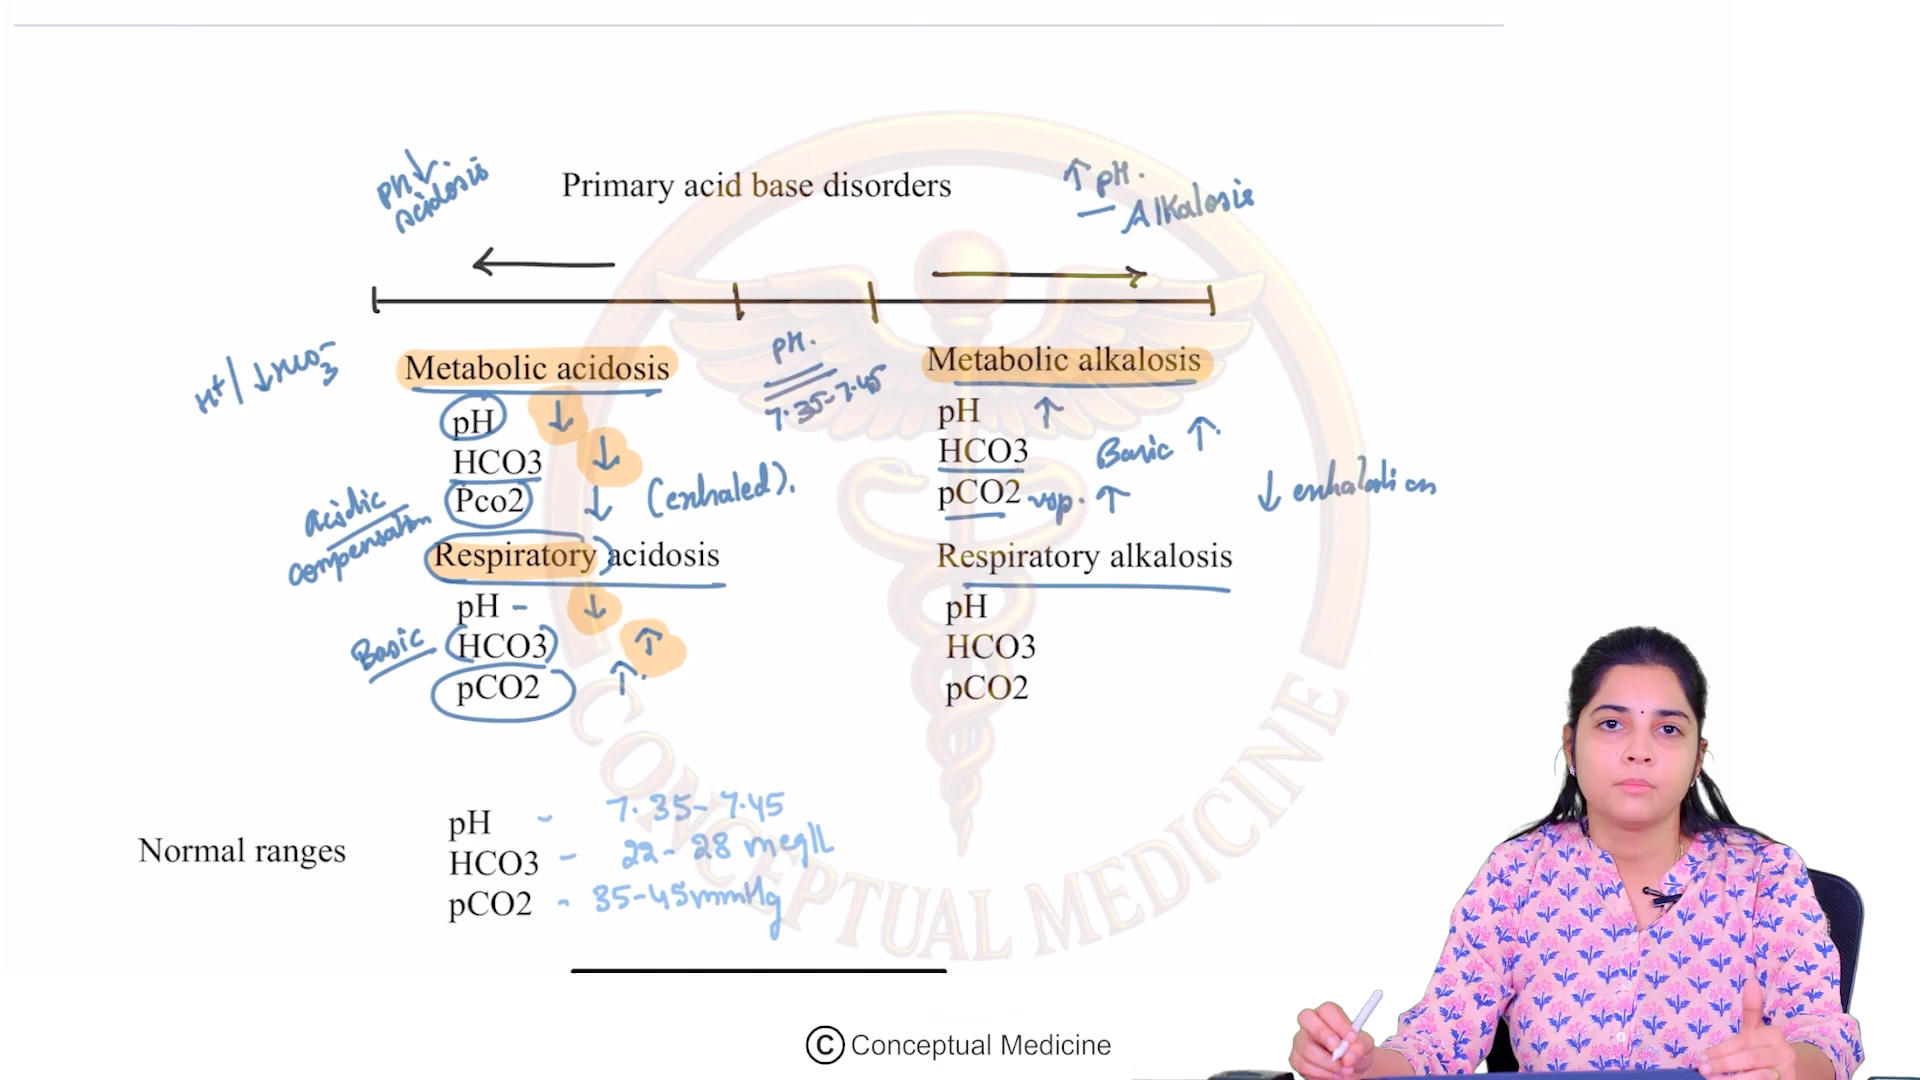 Primary acid base disorders
pH↓
acidosis
↑ pH.
Alkalosis
H+/↓HCO3-
Metabolic acidosis
pH ↓
HCO3 ↓
Pco2 ↓ (exhaled).
acidic
compensation
pH.
7.35-7.45
Metabolic alkalosis
pH ↑
HCO3 Basic ↑.
pCO2 ↑ ↓ exhalation
Respiratory acidosis
pH - ↓
Basic HCO3 ↑
pCO2 ↑.
Respiratory alkalosis
pH
HCO3
pCO2
Normal ranges
pH - 7.35-7.45
HCO3 - 22-28 meq/L
pCO2 - 35-45mmHg
CONCEPTUAL MEDICINE
© Conceptual Medicine